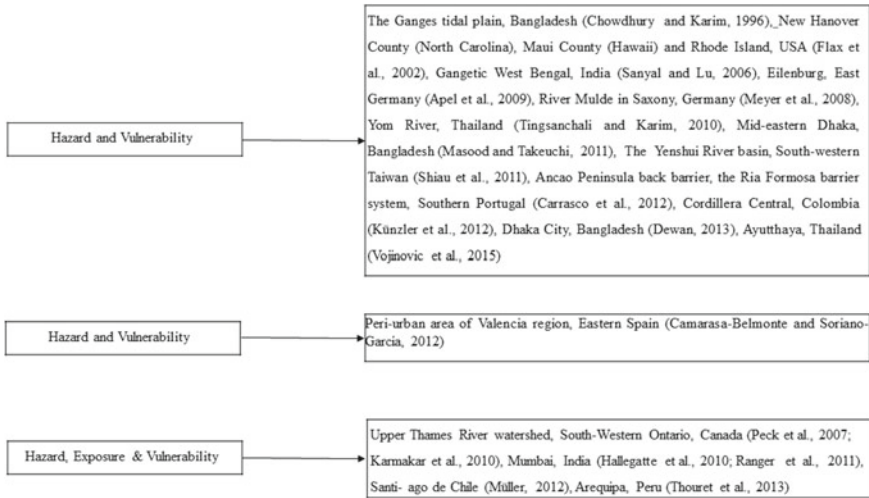 The Ganges tidal plain, Bangladesh (Chowdhury and Karim, 1996), New Hanover
County (North Carolina), Maui County (Hawaii) and Rhode Island, USA (Flax et
al., 2002), Gangetic West Bengal, India (Sanyal and Lu, 2006), Eilenburg, East
Germany (Apel et al., 2009), River Mulde in Saxony, Germany (Meyer et al., 2008),
Hazard and Vulnerability
Yom River, Thailand (Tingsanchali and Karim, 2010), Mid-eastern Dhaka,
Bangladesh (Masood and Takeuchi, 2011), The Yenshui River basin, South-western
Taiwan (Shiau et al., 2011), Ancao Peninsula back barrier, the Ria Formosa barrier
system, Southern Portugal (Carrasco et al., 2012), Cordillera Central, Colombia
(Künzler et al., 2012), Dhaka City, Bangladesh (Dewan, 2013), Ayutthaya, Thailand
(Vojinovic et al., 2015)
Hazard and Vulnerability
Peri-urban area of Valencia region, Eastern Spain (Camarasa-Belmonte and Soriano-
Garcia, 2012)
Hazard, Exposure & Vulnerability
Upper Thames River watershed, South-Western Ontario, Canada (Peck et al., 2007;
Karmakar et al., 2010), Mumbai, India (Hallegatte et al., 2010; Ranger et al., 2011),
Santi- ago de Chile (Müller, 2012), Arequipa, Peru (Thouret et al., 2013)